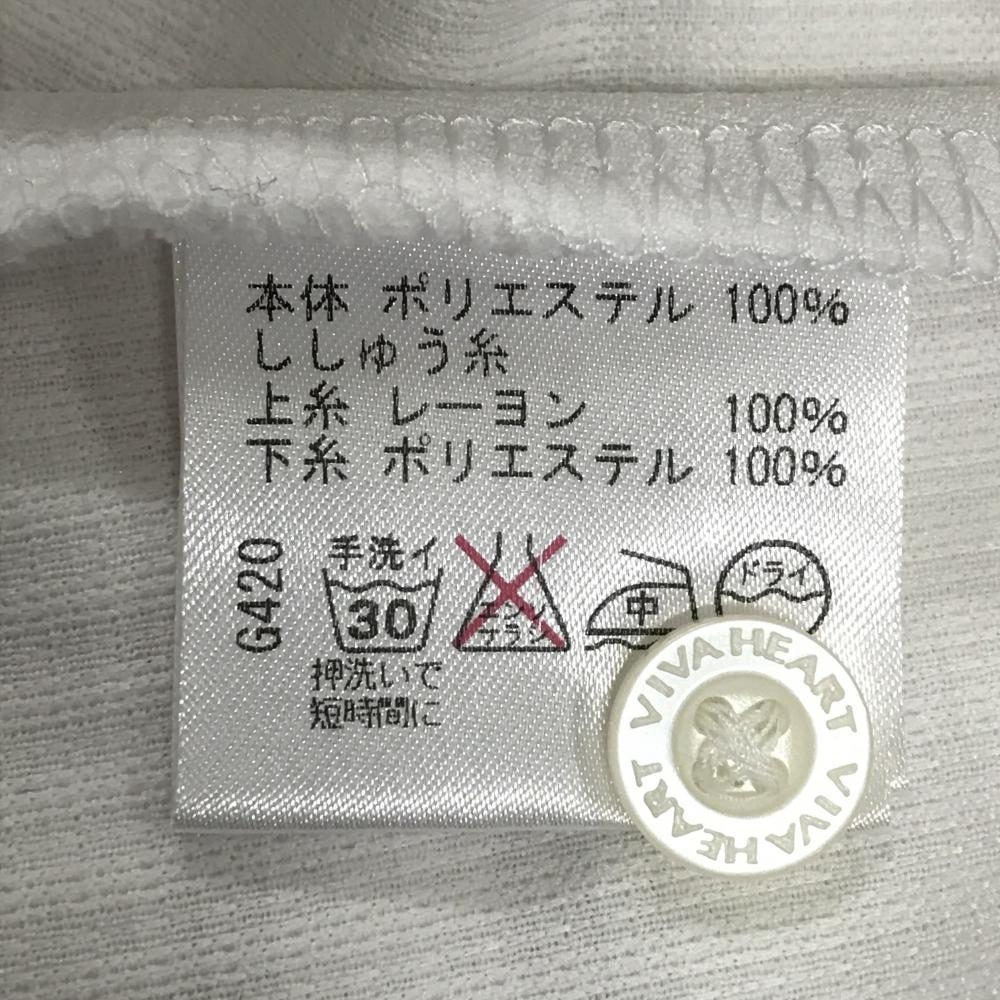 本体 ポリエステル 100%
ししゅう糸
上糸 レーヨン 100%
下糸 ポリエステル 100%
G420
手洗イ
30
エンソ
サラシ
中
ドライ
押洗いで
短時間に
VIVA HEART VIVA HEART